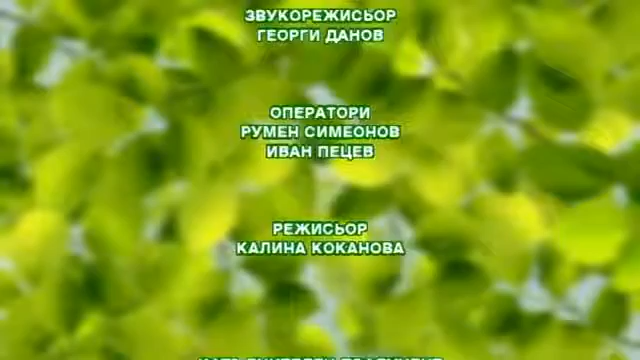 ЗВУКОРЕЖИСЬОР
ГЕОРГИ ДАНОВ
ОПЕРАТОРИ
РУМЕН СИМЕОНОВ
ИВАН ПЕЦЕВ
РЕЖИСЬОР
КАЛИНА КОКАНОВА